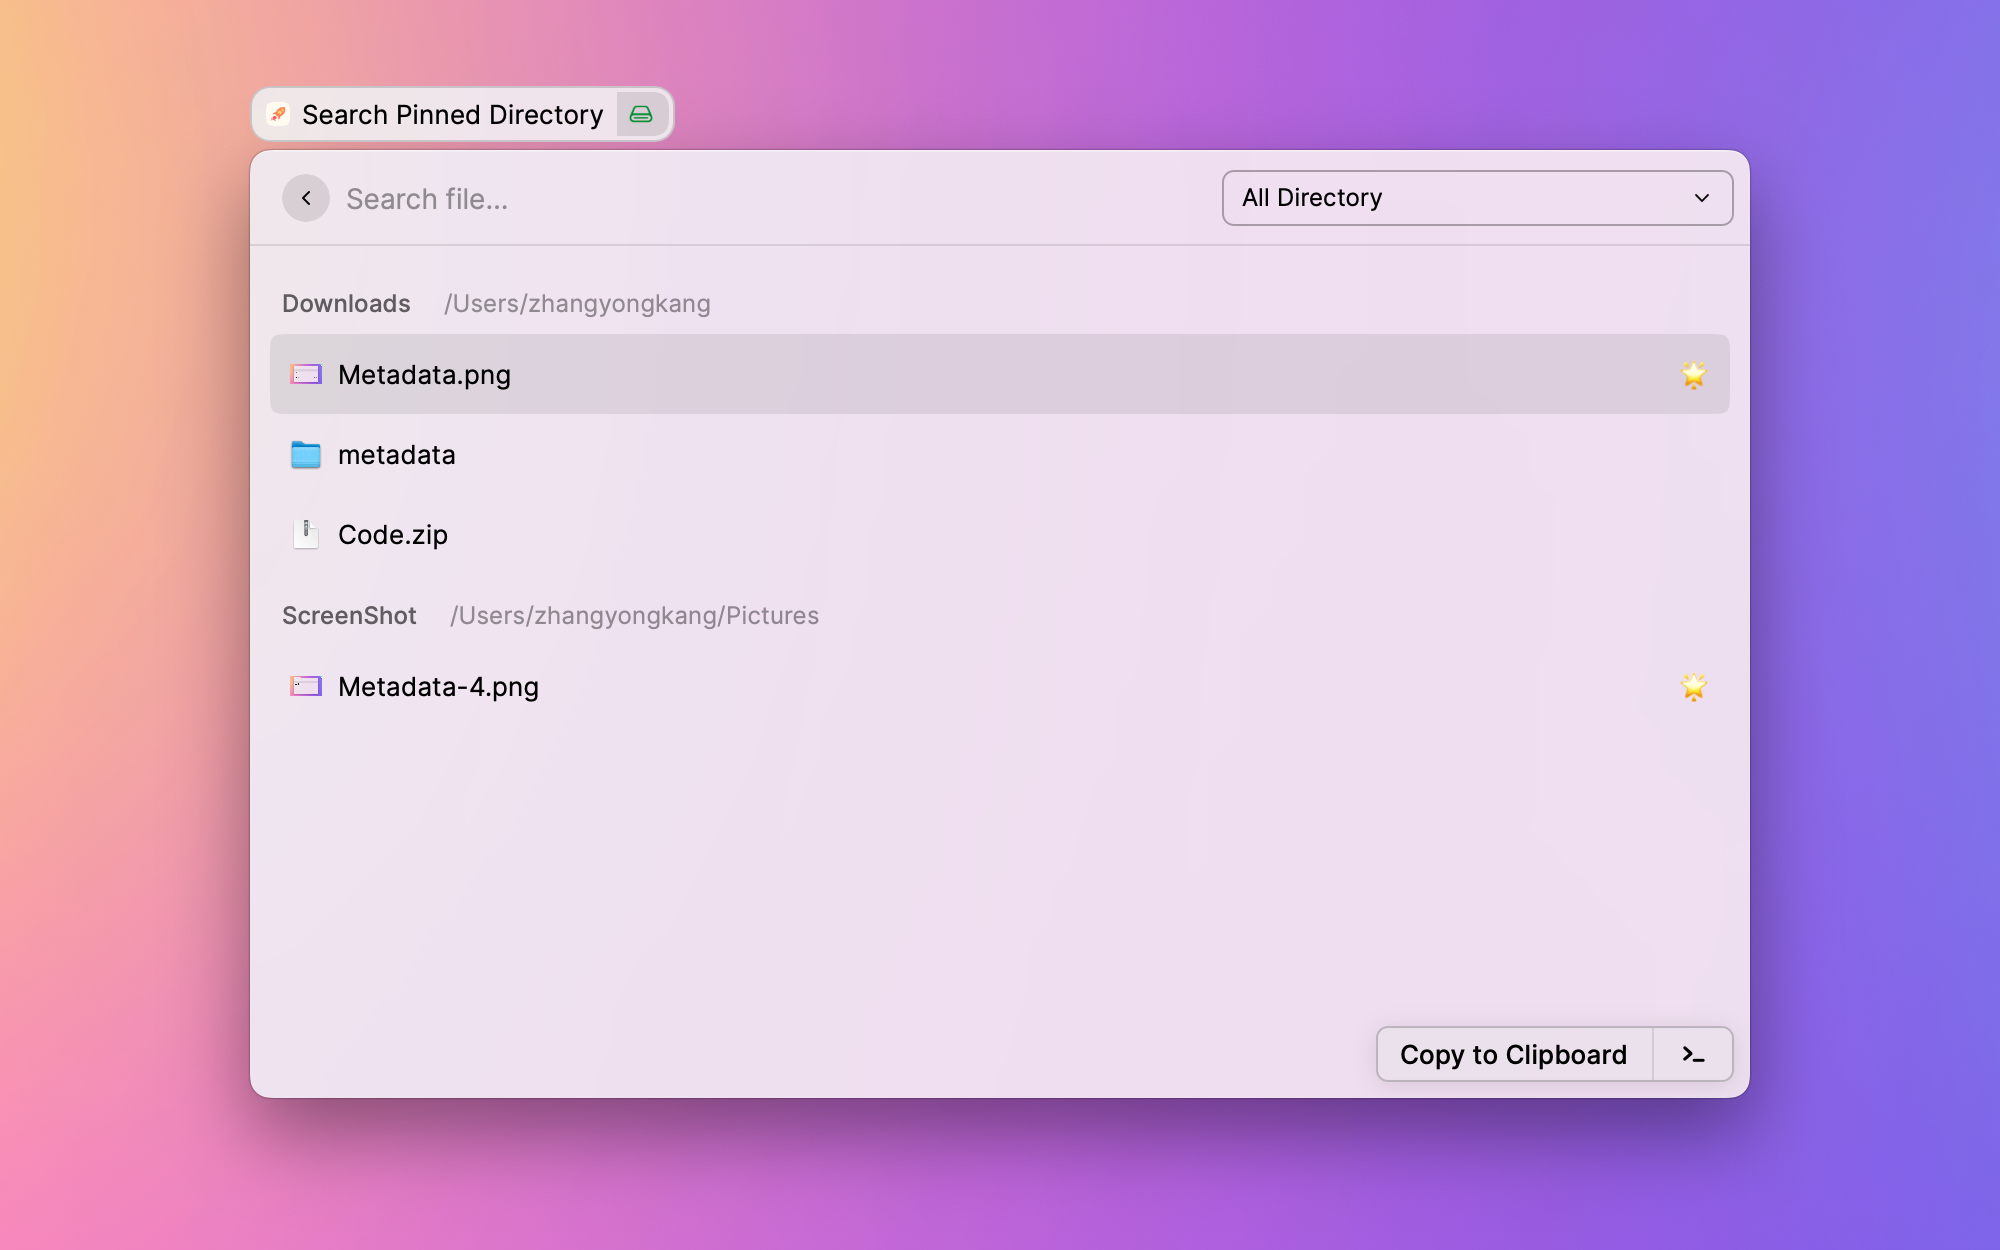 Search Pinned Directory
Search file...
All Directory
Downloads /Users/zhangyongkang
Metadata.png
metadata
Code.zip
ScreenShot /Users/zhangyongkang/Pictures
Metadata-4.png
Copy to Clipboard